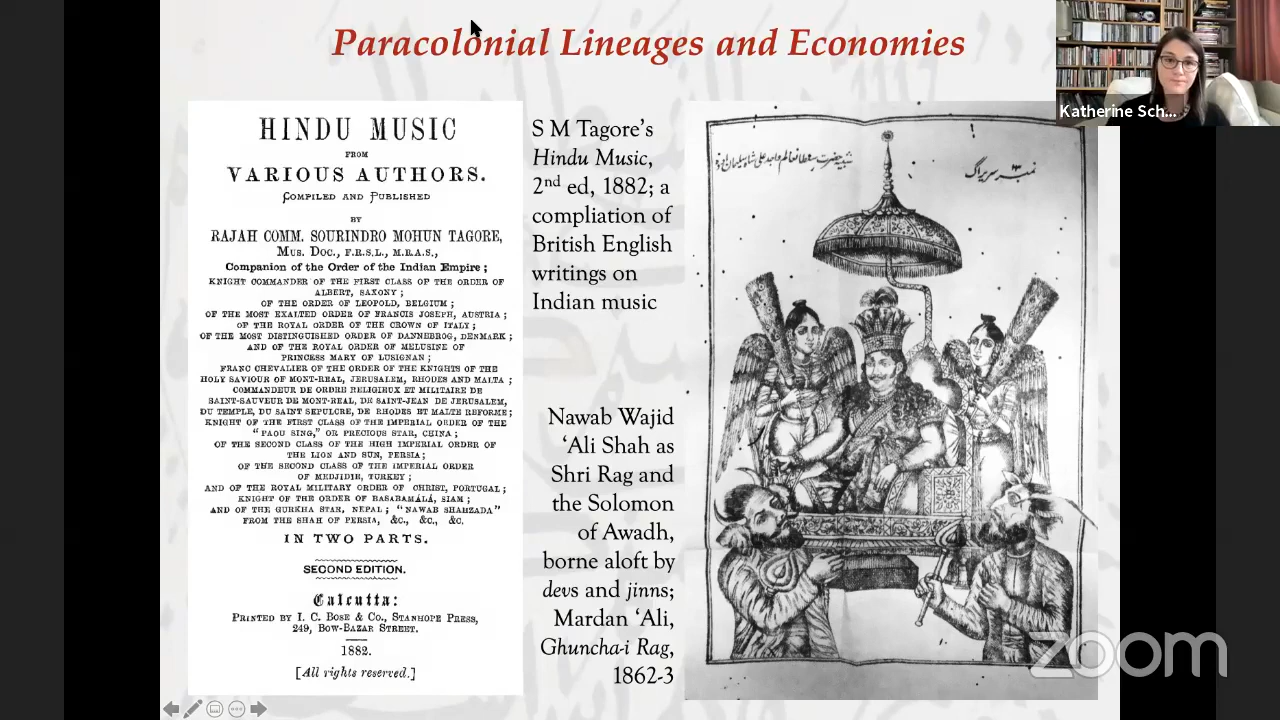 Paracolonial Lineages and Economies
Katherine Sch...
HINDU MUSIC
FROM
VARIOUS AUTHORS.
COMPILED AND PUBLISHED
BY
RAJAH COMM. SOURINDRO MOHUN TAGORE,
MUS. DOC., F.R.S.L., M.R.A.S.,
Companion of the Order of the Indian Empire;
KNIGHT COMMANDER OF THE FIRST CLASS OF THE ORDER OF
ALBERT, SAXONY;
OF THE ORDER OF LEOPOLD, BELGIUM;
OF THE MOST EXALTED ORDER OF FRANCIS JOSEPH, AUSTRIA;
OF THE ROYAL ORDER OF THE CROWN OF ITALY;
OF THE MOST DISTINGUISHED ORDER OF DANNEBROG, DENMARK;
AND OF THE ROYAL ORDER OF MELUSINE OF
PRINCESS MARY OF LUSIGNAN;
FRANC CHEVALIER OF THE ORDER OF THE KNIGHTS OF THE
HOLY SAVIOUR OF MONT-REAL, JERUSALEM, RHODES AND MALTA;
COMMANDEUR DE ORDRE RELIGIEUX ET MILITAIRE DE
SAINT-SAUVEUR DE MONT-REAL, DE SAINT-JEAN DE JERUSALEM,
DU TEMPLE, DU SAINT SEPULCRE, DE RHODES ET MALTE REFORME;
KNIGHT OF THE FIRST CLASS OF THE IMPERIAL ORDER OF THE
"PAOU SING," OR PRECIOUS STAR, CHINA;
OF THE SECOND CLASS OF THE HIGH IMPERIAL ORDER OF
THE LION AND SUN, PERSIA;
OF THE SECOND CLASS OF THE IMPERIAL ORDER
OF MEDJIDIE, TURKEY;
AND OF THE ROYAL MILITARY ORDER OF CHRIST, PORTUGAL;
KNIGHT OF THE ORDER OF BASABAMÁLÁ, SIAM;
AND OF THE GURKHA STAR, NEPAL; "NAWAB SHAHZADA"
FROM THE SHAH OF PERSIA, &C., &C., &C.
IN TWO PARTS.
SECOND EDITION.
Calcutta:
PRINTED BY I. C. BOSE & CO., STANHOPE PRESS,
249, BOW-BAZAR STREET.
1882.
[All rights reserved.]
S M Tagore's
Hindu Music,
2nd ed, 1882; a
compliation of
British English
writings on
Indian music
Nawab Wajid
'Ali Shah as
Shri Rag and
the Solomon
of Awadh,
borne aloft by
devs and jinns;
Mardan 'Ali,
Ghuncha-i Rag,
1862-3
zoom